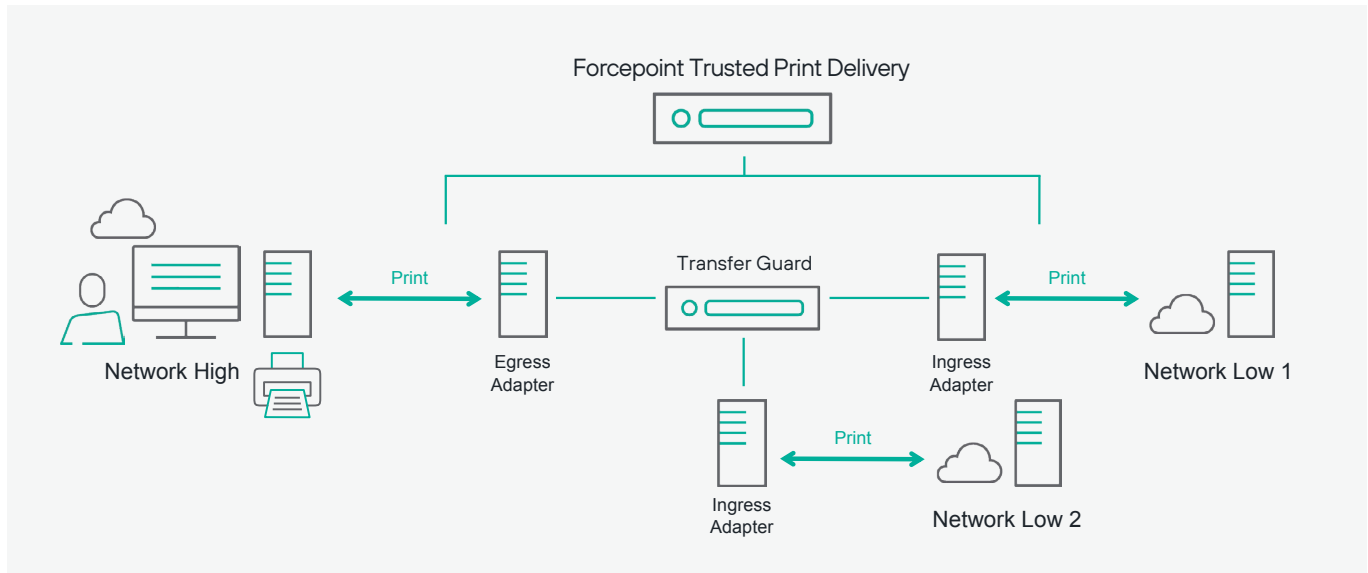 Forcepoint Trusted Print Delivery
Transfer Guard
Print
Print
Network High
Egress
Adapter
Ingress
Adapter
Network Low 1
Print
Ingress
Adapter
Network Low 2